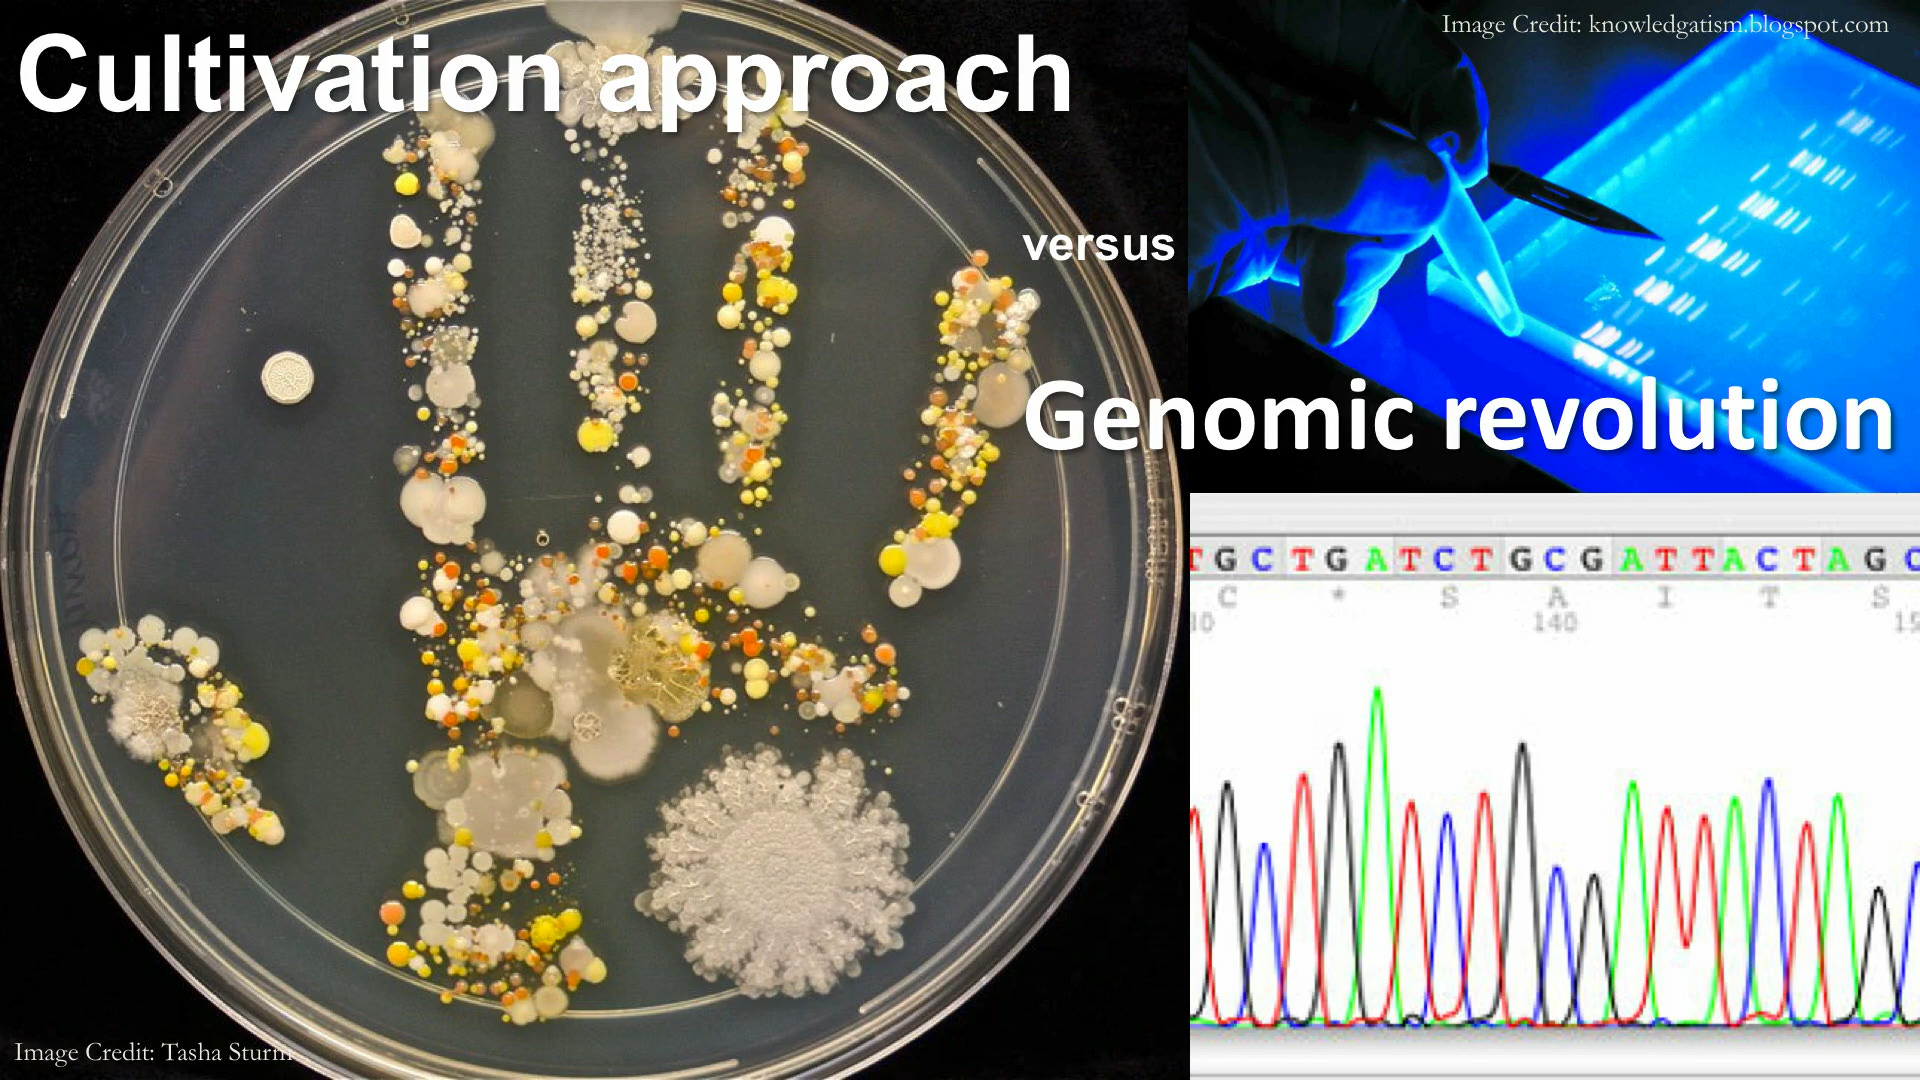 Cultivation approach
versus
Genomic revolution
Image Credit: knowledgatism.blogspot.com
TGCTGATCTGCGATTACTAGC
C * S A I T S
140
Image Credit: Tasha Sturm